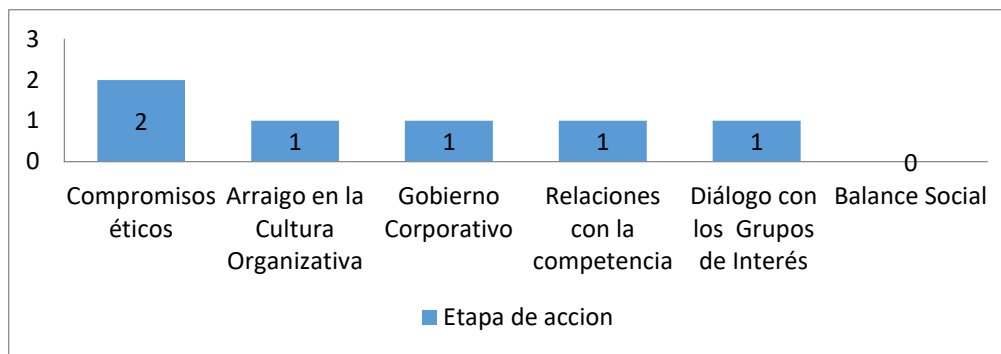 3
2
1
0
2
1
1
1
1
0
Compromisos éticos
Arraigo en la Cultura Organizativa
Gobierno Corporativo
Relaciones con la competencia
Diálogo con los Grupos de Interés
Balance Social
Etapa de accion